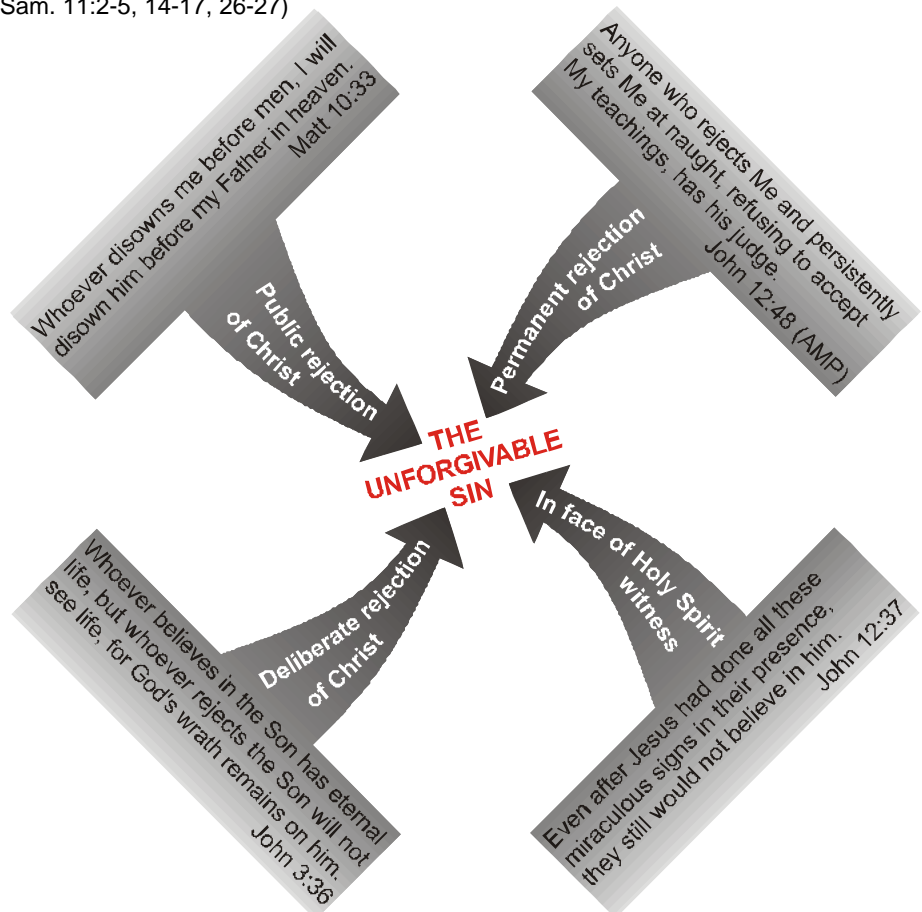 Sam. 11:2-5, 14-17, 26-27)
Whoever disowns me before men, I will
disown him before my Father in heaven.
Matt 10:33
Public rejection
of Christ
Anyone who rejects Me and persistently
sets Me at naught, refusing to accept
My teachings, has his judge.
John 12:48 (AMP)
Permanent rejection
of Christ
THE
UNFORGIVABLE
SIN
Whoever believes in the Son has eternal
life, but whoever rejects the Son will not
see life, for God's wrath remains on him.
John 3:36
Deliberate rejection
of Christ
In face of Holy Spirit
witness
Even after Jesus had done all these
miraculous signs in their presence,
they still would not believe in him.
John 12:37